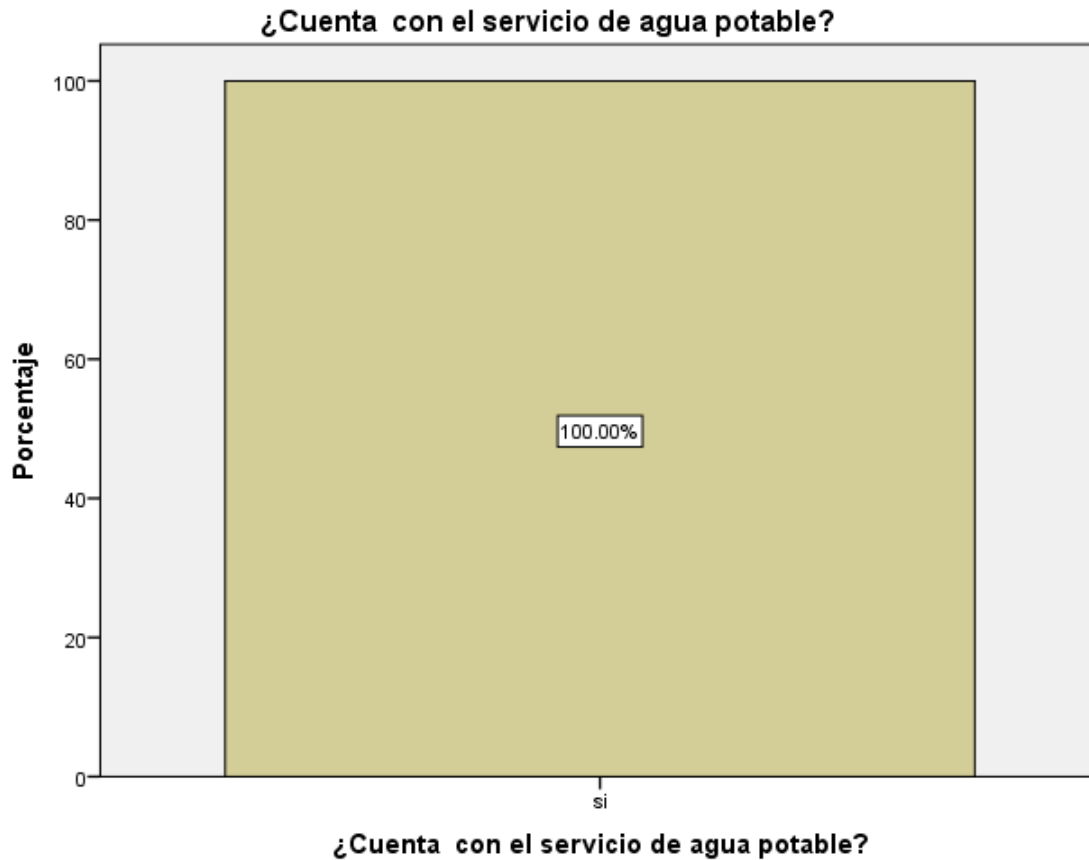 ¿Cuenta  con el servicio de agua potable?
100
80
60
40
20
0
Porcentaje
100.00%
si
¿Cuenta  con el servicio de agua potable?